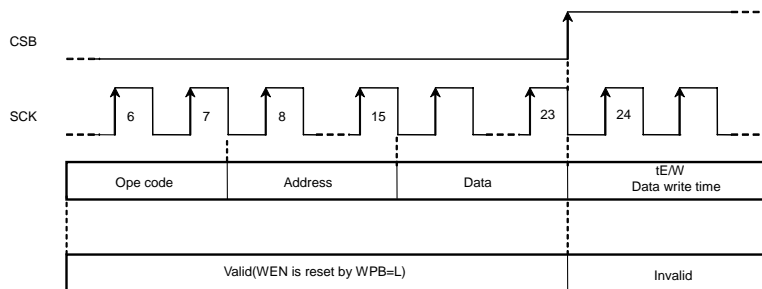 CSB
SCK
6 7 8 15 23 24
Ope code Address Data tE/W
Data write time
Valid(WEN is reset by WPB=L) Invalid